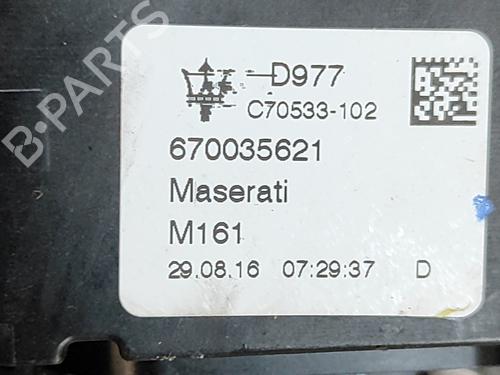 D977
C70533-102
670035621
Maserati
M161
29.08.16 07:29:37 D
B-PARTS